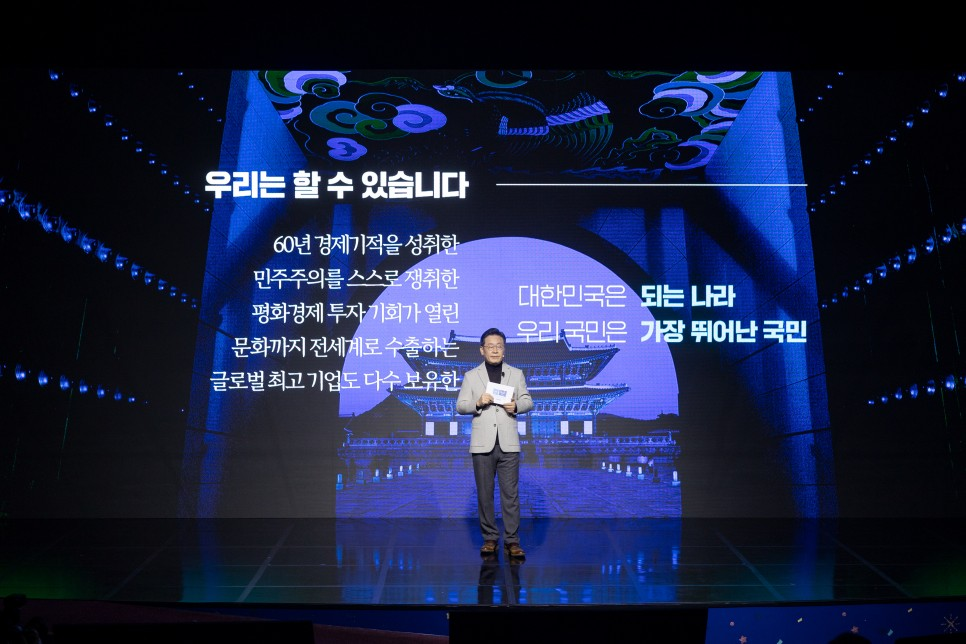 우리는 할 수 있습니다
60년 경제기적을 성취한
민주주의를 스스로 쟁취한
평화경제 투자 기회가 열린
문화까지 전세계로 수출하는
글로벌 최고 기업도 다수 보유한
대한민국은 되는 나라
우리 국민은 가장 뛰어난 국민